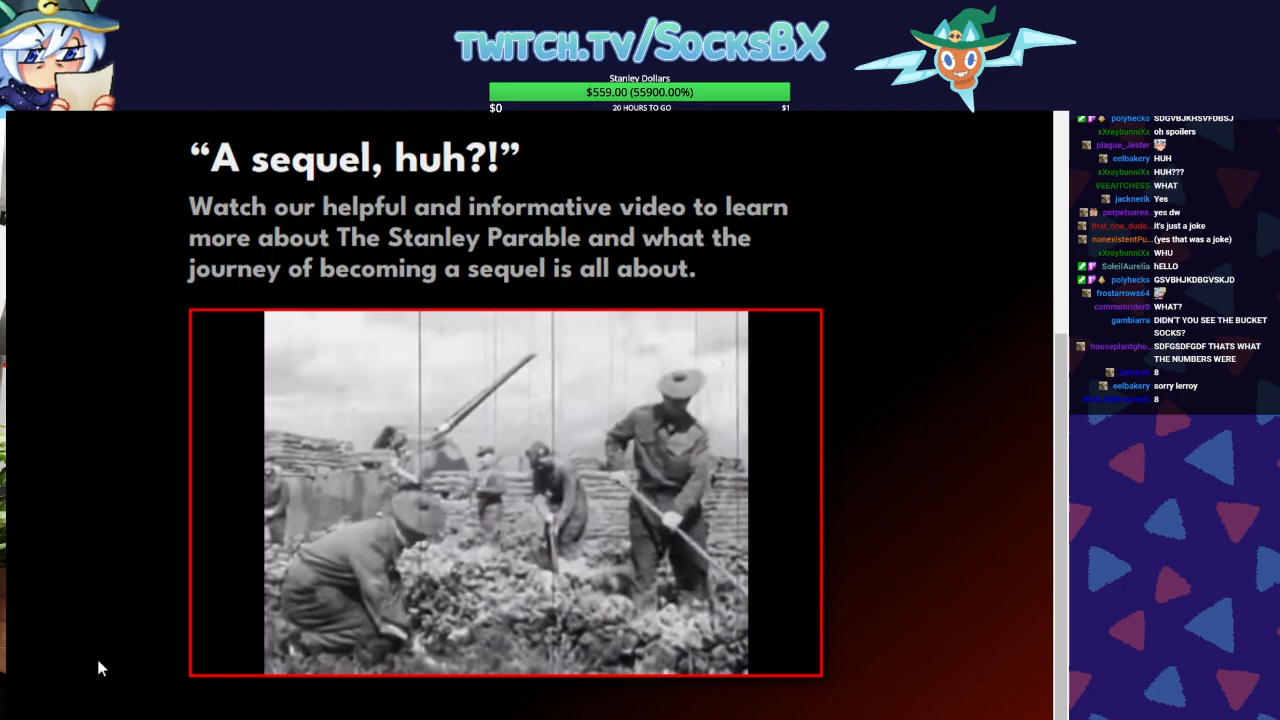 twitch.tv/SocksBX
Stanley Dollars
$559.00 (55900.00%)
$0 20 HOURS TO GO $1
“A sequel, huh?!”
Watch our helpful and informative video to learn
more about The Stanley Parable and what the
journey of becoming a sequel is all about.
polyhecks SDGVBJKHSVFDBSJ
xXraybunniXx oh spoilers
plague_Jester
eelbakery HUH
xXraybunniXx HUH???
VEEAITCHESS WHAT
jacknerik Yes
perpetuarea.. yes dw
that_one_dude... it's just a joke
nonexistentPu... (yes that was a joke)
xXraybunniXx WHU
SoleilAurelia hELLO
polyhecks GSVBHJKDBGVSKJD
frostarrows64
commonrider0 WHAT?
gambiarra DIDN'T YOU SEE THE BUCKET
SOCKS?
houseplantgho... SDFGSDFGDF THATS WHAT
THE NUMBERS WERE
8
eelbakery sorry lerroy
8